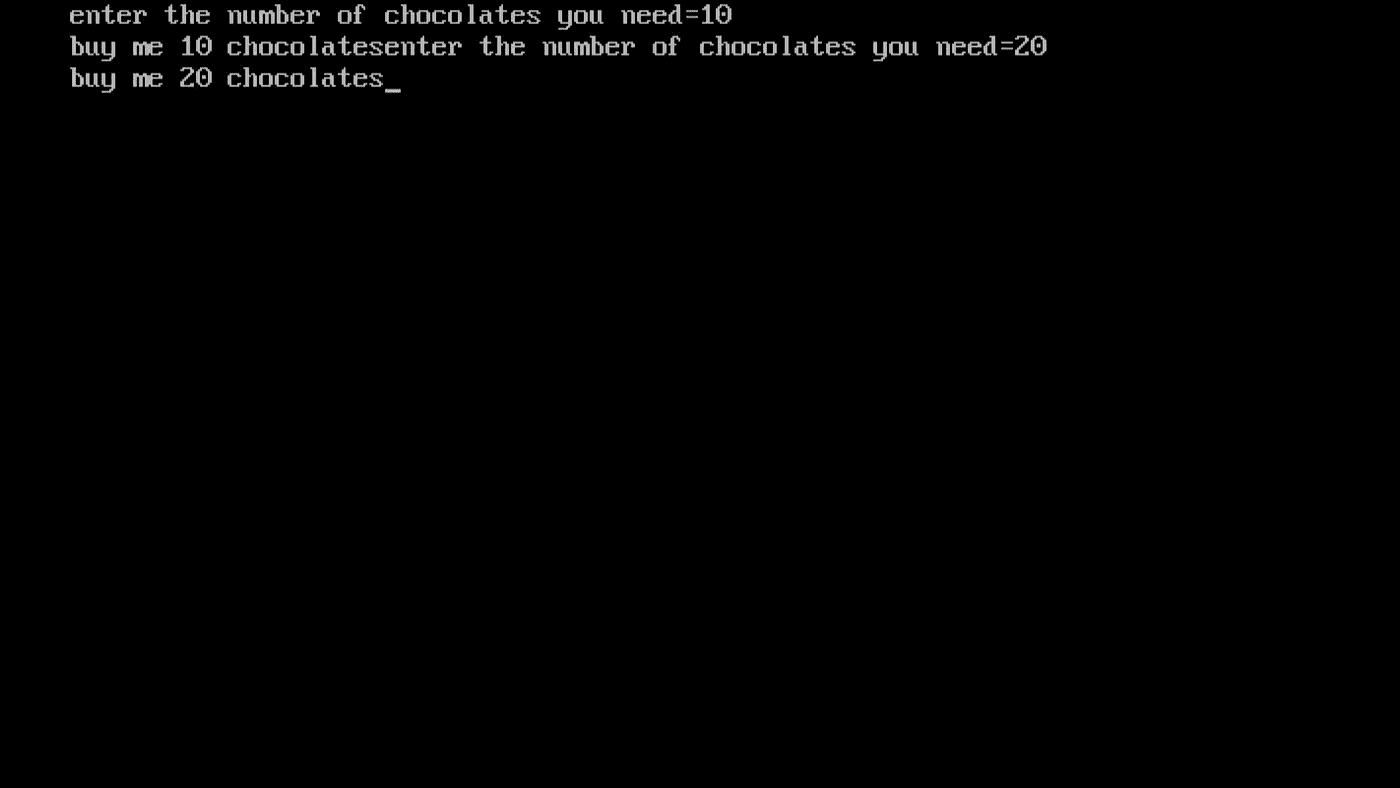 enter the number of chocolates you need=10
buy me 10 chocolatesenter the number of chocolates you need=20
buy me 20 chocolates_